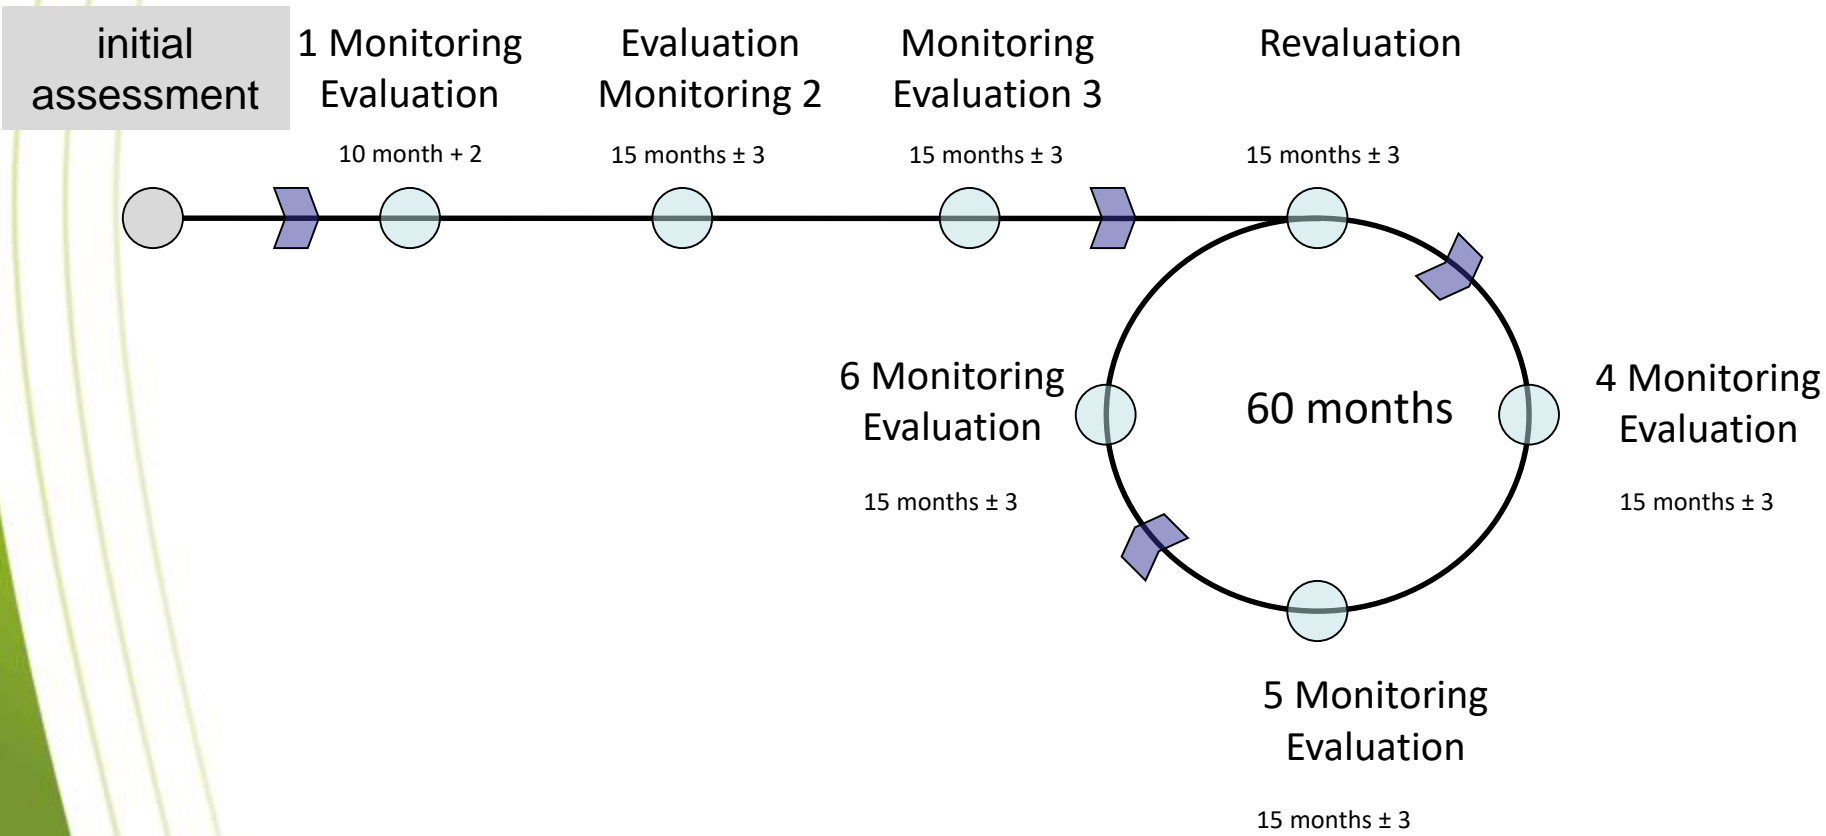 initial
assessment
1 Monitoring
Evaluation
10 month + 2
Evaluation
Monitoring 2
15 months ± 3
Monitoring
Evaluation 3
15 months ± 3
Revaluation
15 months ± 3
6 Monitoring
Evaluation
15 months ± 3
60 months
4 Monitoring
Evaluation
15 months ± 3
5 Monitoring
Evaluation
15 months ± 3